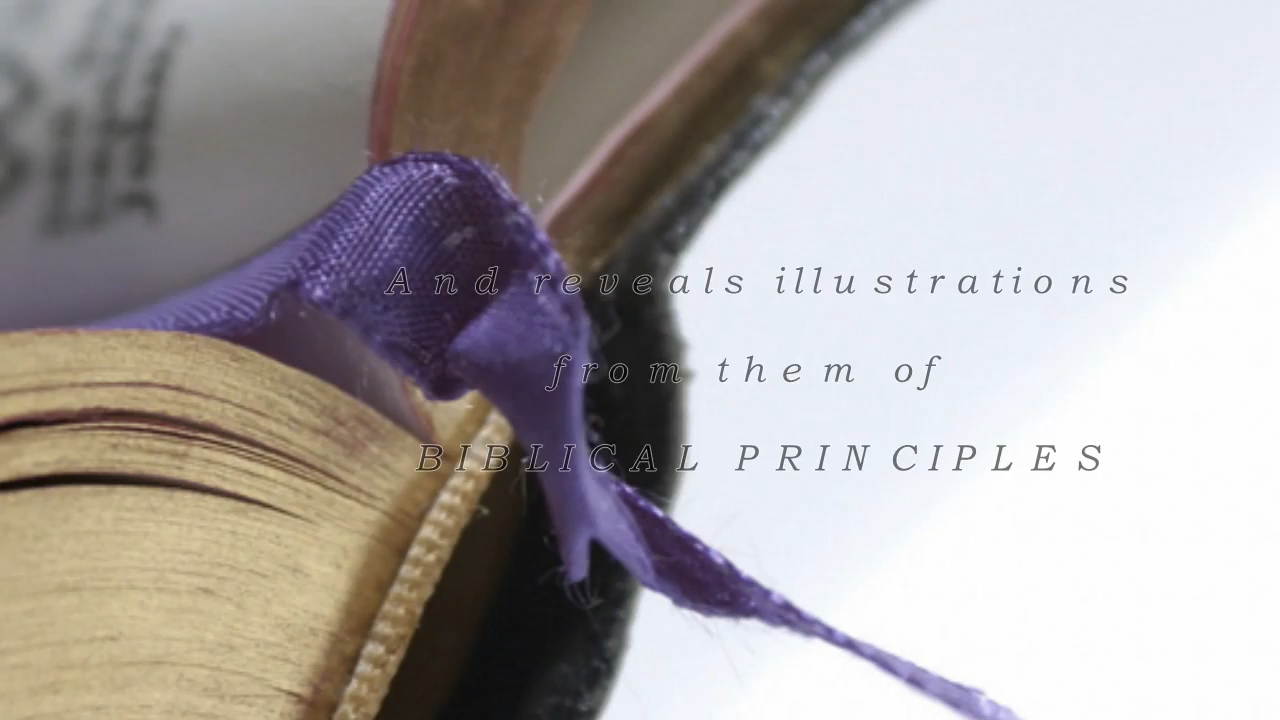 And reveals illustrations
from them of
BIBLICAL PRINCIPLES